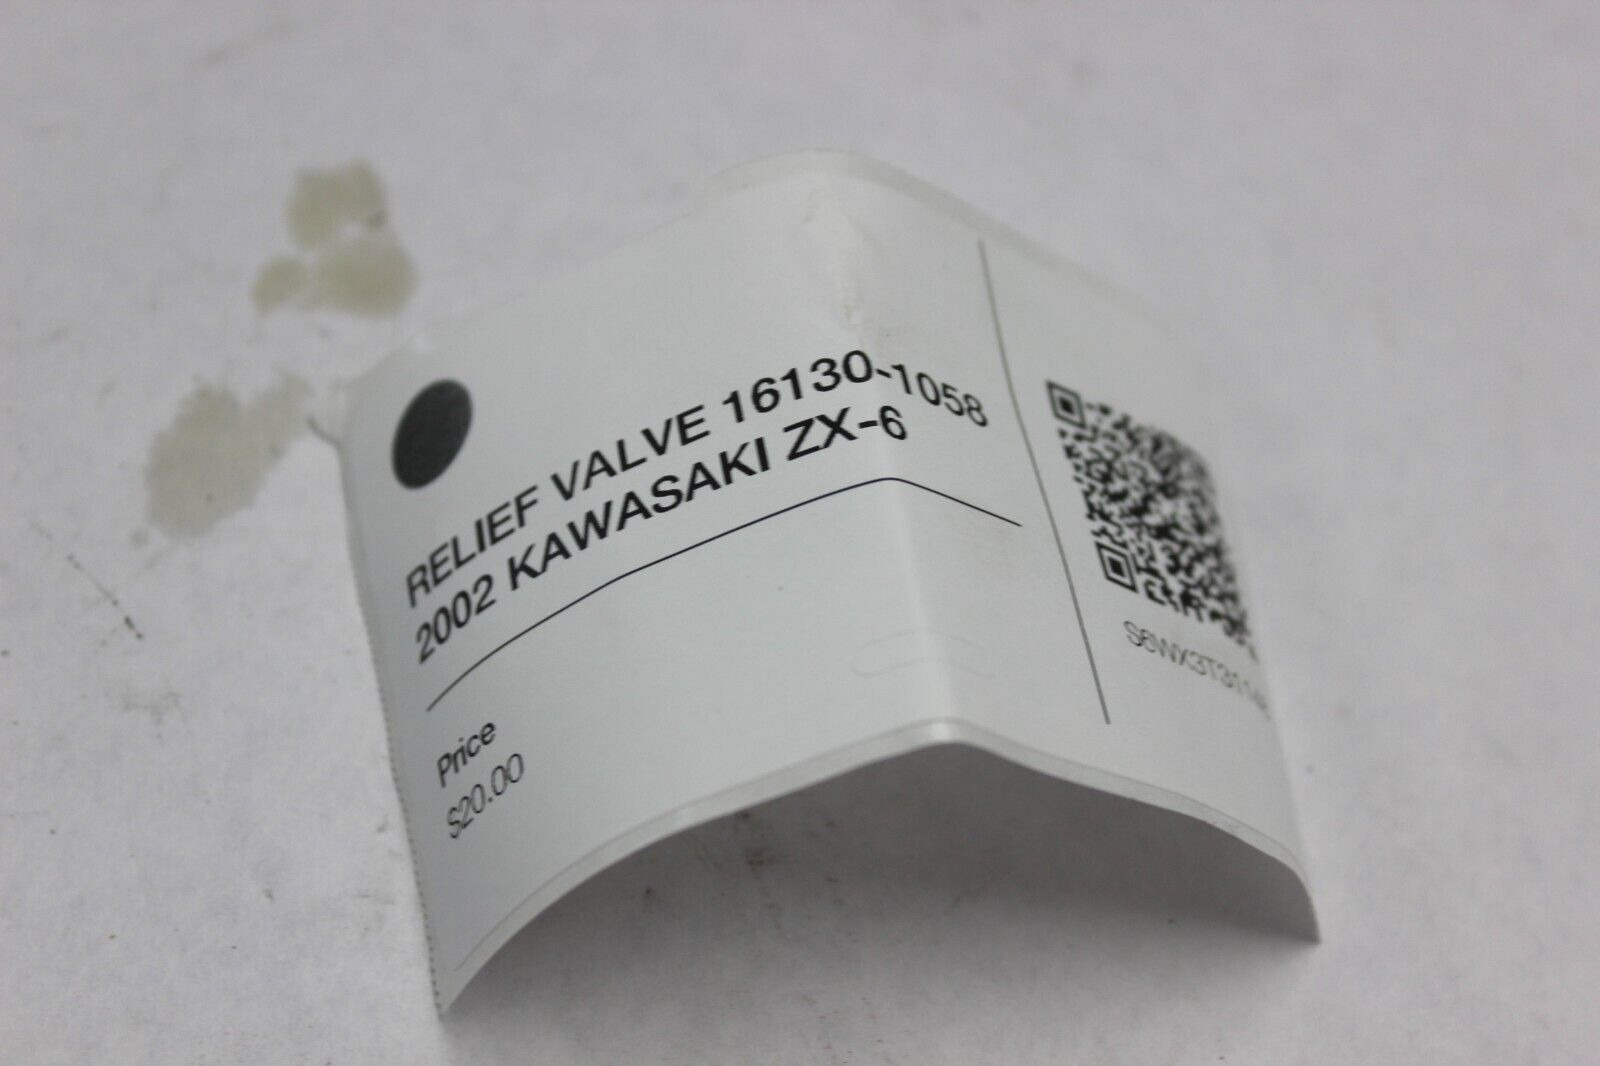 RELIEF VALVE 16130-1058
2002 KAWASAKI ZX-6
Price
$20.00